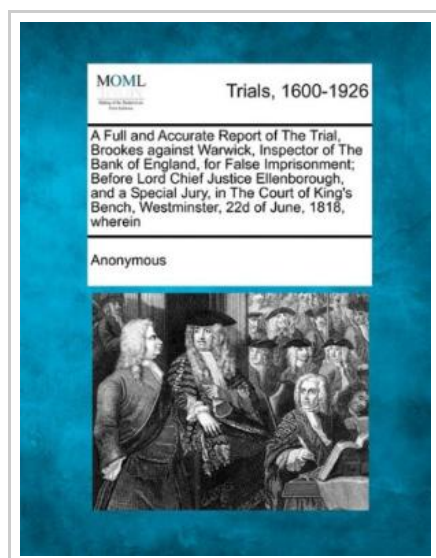 MOML
Trials, 1600-1926
A Full and Accurate Report of The Trial,
Brookes against Warwick, Inspector of The
Bank of England, for False Imprisonment;
Before Lord Chief Justice Ellenborough,
and a Special Jury, in The Court of King's
Bench, Westminster, 22d of June, 1818,
wherein
Anonymous